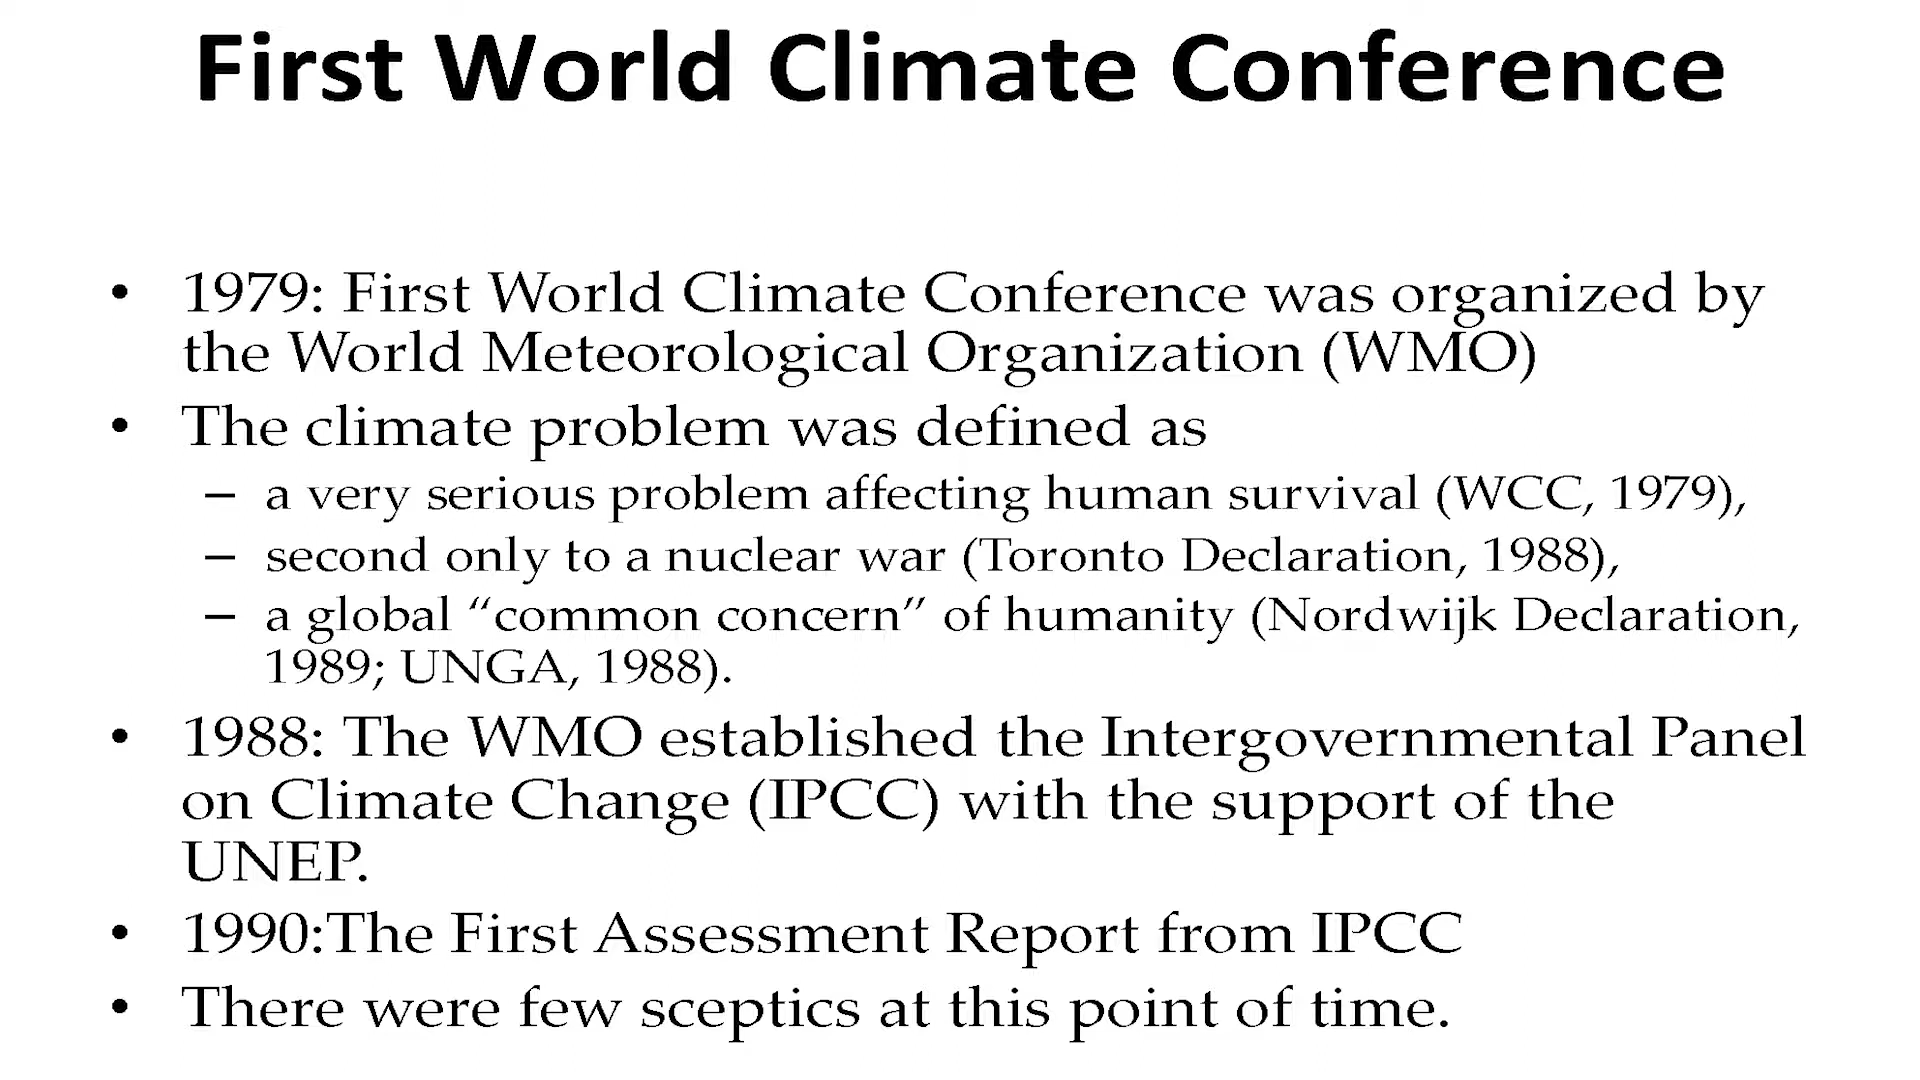 First World Climate Conference
• 1979: First World Climate Conference was organized by
the World Meteorological Organization (WMO)
• The climate problem was defined as
– a very serious problem affecting human survival (WCC, 1979),
– second only to a nuclear war (Toronto Declaration, 1988),
– a global “common concern” of humanity (Nordwijk Declaration,
1989; UNGA, 1988).
• 1988: The WMO established the Intergovernmental Panel
on Climate Change (IPCC) with the support of the
UNEP.
• 1990:The First Assessment Report from IPCC
• There were few sceptics at this point of time.